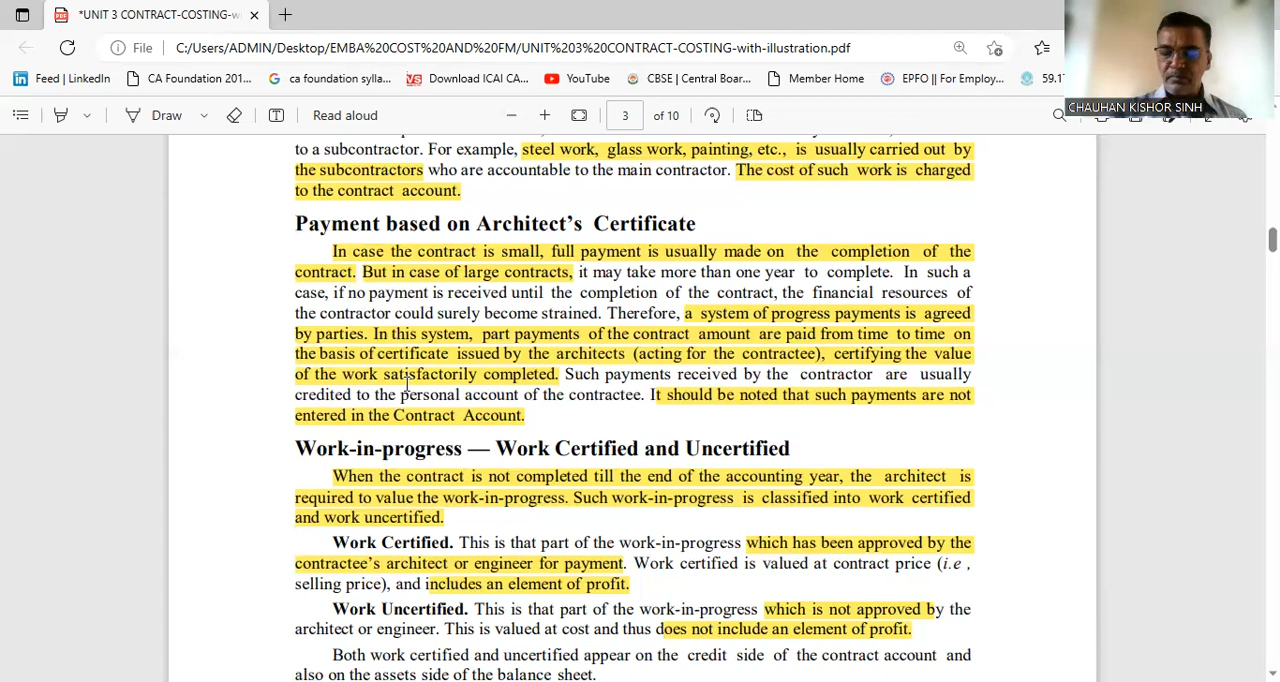 *UNIT 3 CONTRACT-COSTING-w
File C:/Users/ADMIN/Desktop/EMBA%20COST%20AND%20FM/UNIT%203%20CONTRACT-COSTING-with-illustration.pdf
Feed | LinkedIn CA Foundation 201... ca foundation sylla... Download ICAI CA... YouTube CBSE | Central Boar... Member Home EPFO || For Employ... 59.1
CHAUHAN KISHOR SINH
Draw Read aloud 3 of 10
to a subcontractor. For example, steel work, glass work, painting, etc., is usually carried out by
the subcontractors who are accountable to the main contractor. The cost of such work is charged
to the contract account.
Payment based on Architect's Certificate
In case the contract is small, full payment is usually made on the completion of the
contract. But in case of large contracts, it may take more than one year to complete. In such a
case, if no payment is received until the completion of the contract, the financial resources of
the contractor could surely become strained. Therefore, a system of progress payments is agreed
by parties. In this system, part payments of the contract amount are paid from time to time on
the basis of certificate issued by the architects (acting for the contractee), certifying the value
of the work satisfactorily completed. Such payments received by the contractor are usually
credited to the personal account of the contractee. It should be noted that such payments are not
entered in the Contract Account.
Work-in-progress — Work Certified and Uncertified
When the contract is not completed till the end of the accounting year, the architect is
required to value the work-in-progress. Such work-in-progress is classified into work certified
and work uncertified.
Work Certified. This is that part of the work-in-progress which has been approved by the
contractee's architect or engineer for payment. Work certified is valued at contract price (i.e ,
selling price), and includes an element of profit.
Work Uncertified. This is that part of the work-in-progress which is not approved by the
architect or engineer. This is valued at cost and thus does not include an element of profit.
Both work certified and uncertified appear on the credit side of the contract account and
also on the assets side of the balance sheet.